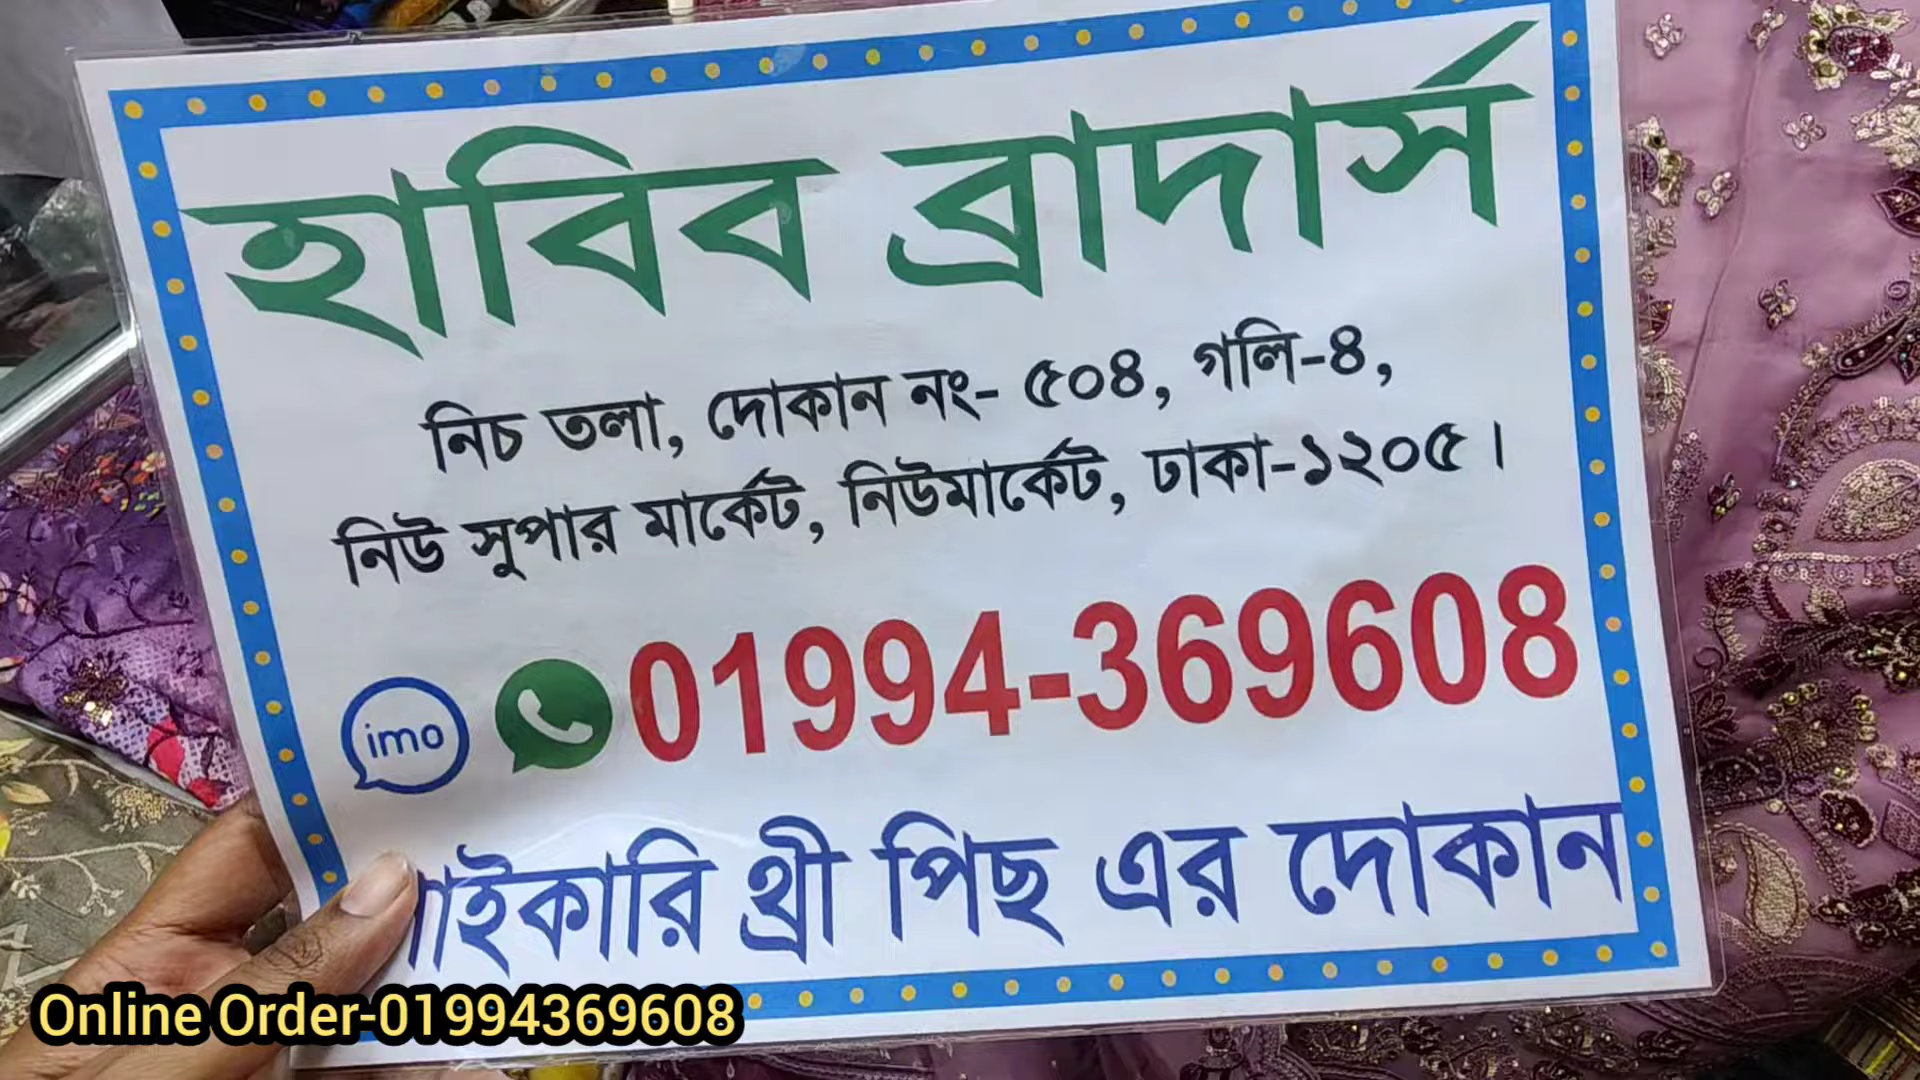 হাবিব ব্রাদার্স
নিচ তলা, দোকান নং- ৫০৪, গলি-৪,
নিউ সুপার মার্কেট, নিউমার্কেট, ঢাকা-১২০৫।
imo 01994-369608
পাইকারি থ্রী পিছ এর দোকান
Online Order-01994369608